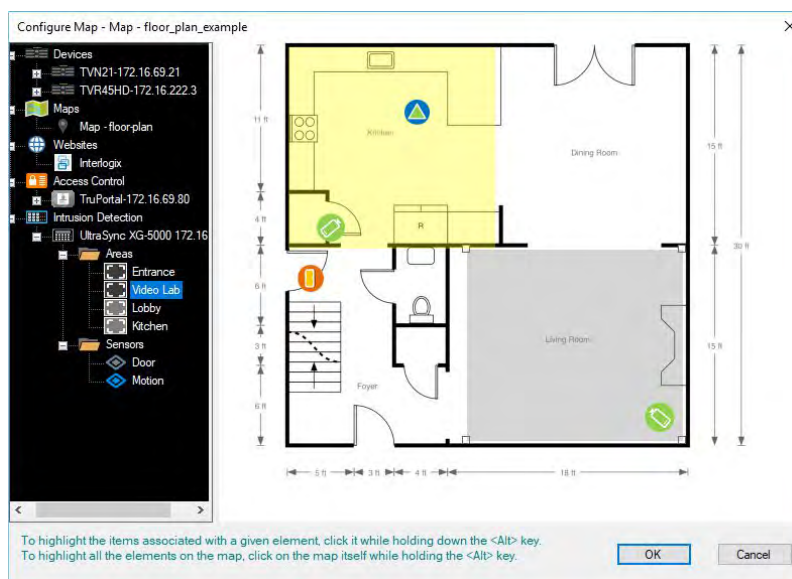 Configure Map - Map - floor_plan_example
Devices
TVN21-172.16.69.21
TVR45HD-172.16.222.3
Maps
Map - floor-plan
Websites
Interlogix
Access Control
TruPortal-172.16.69.80
Intrusion Detection
UltraSync XG-5000 172.16
Areas
Entrance
Video Lab
Lobby
Kitchen
Sensors
Door
Motion
11 ft
4 ft
6 ft
3 ft
6 ft
Kitchen
Dining Room
R
Living Room
Foyer
15 ft
30 ft
15 ft
5 ft
3 ft
4 ft
18 ft
To highlight the items associated with a given element, click it while holding down the <Alt> key.
To highlight all the elements on the map, click on the map itself while holding the <Alt> key.
OK
Cancel